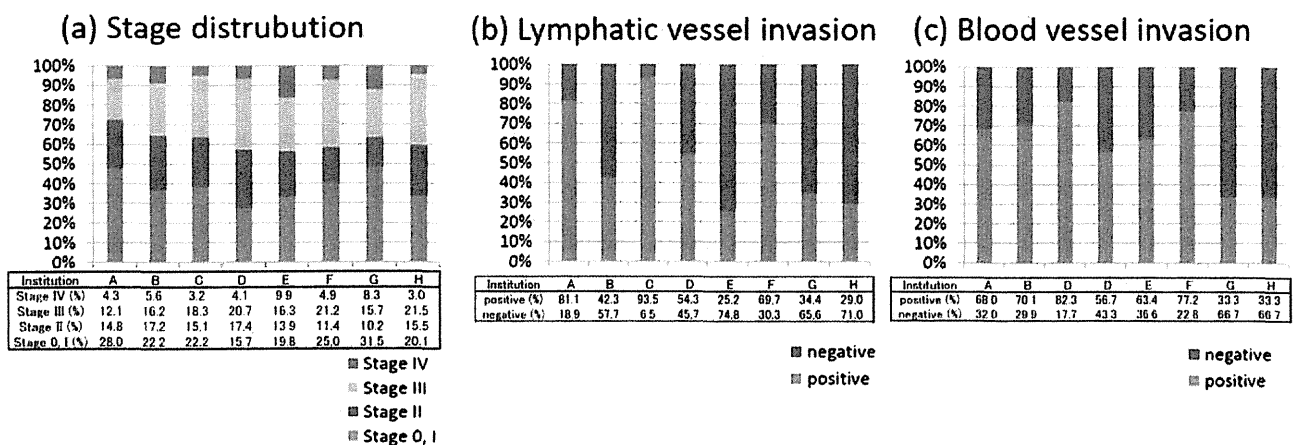 (a) Stage distrubution
100%
90%
80%
70%
60%
50%
40%
30%
20%
10%
0%
Institution A B C D E F G H
Stage IV (%) 4.3 5.6 3.2 4.1 9.9 4.9 8.3 3.0
Stage III (%) 12.1 16.2 18.3 20.7 16.3 21.2 15.7 21.5
Stage II (%) 14.8 17.2 15.1 17.4 13.9 11.4 10.2 15.5
Stage 0, I (%) 28.0 22.2 22.2 15.7 19.8 25.0 31.5 20.1
Stage IV
Stage III
Stage II
Stage 0, I
(b) Lymphatic vessel invasion
100%
90%
80%
70%
60%
50%
40%
30%
20%
10%
0%
Institution A B C D E F G H
positive (%) 81.1 42.3 93.5 54.3 25.2 69.7 34.4 29.0
negative (%) 18.9 57.7 6.5 45.7 74.8 30.3 65.6 71.0
negative
positive
(c) Blood vessel invasion
100%
90%
80%
70%
60%
50%
40%
30%
20%
10%
0%
Institution A B D D E F G H
positive (%) 68.0 70.1 82.3 56.7 63.4 77.2 33.3 33.3
negative (%) 32.0 29.9 17.7 43.3 36.6 22.8 66.7 66.7
negative
positive